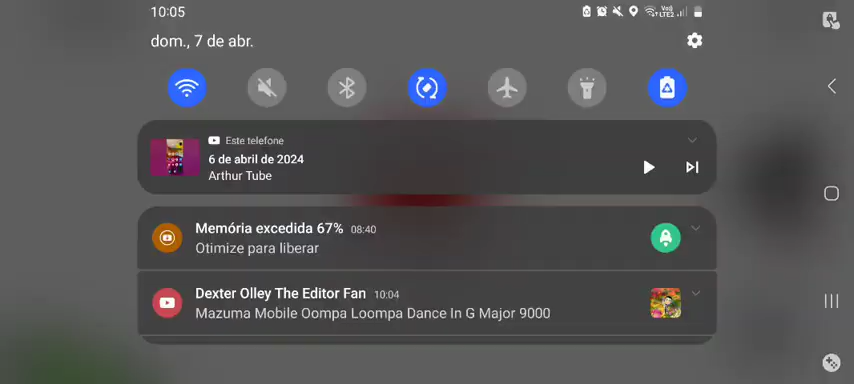 10:05
Vo))
LTE2
dom., 7 de abr.
Este telefone
6 de abril de 2024
Arthur Tube
Memória excedida 67% 08:40
Otimize para liberar
Dexter Olley The Editor Fan 10:04
Mazuma Mobile Oompa Loompa Dance In G Major 9000